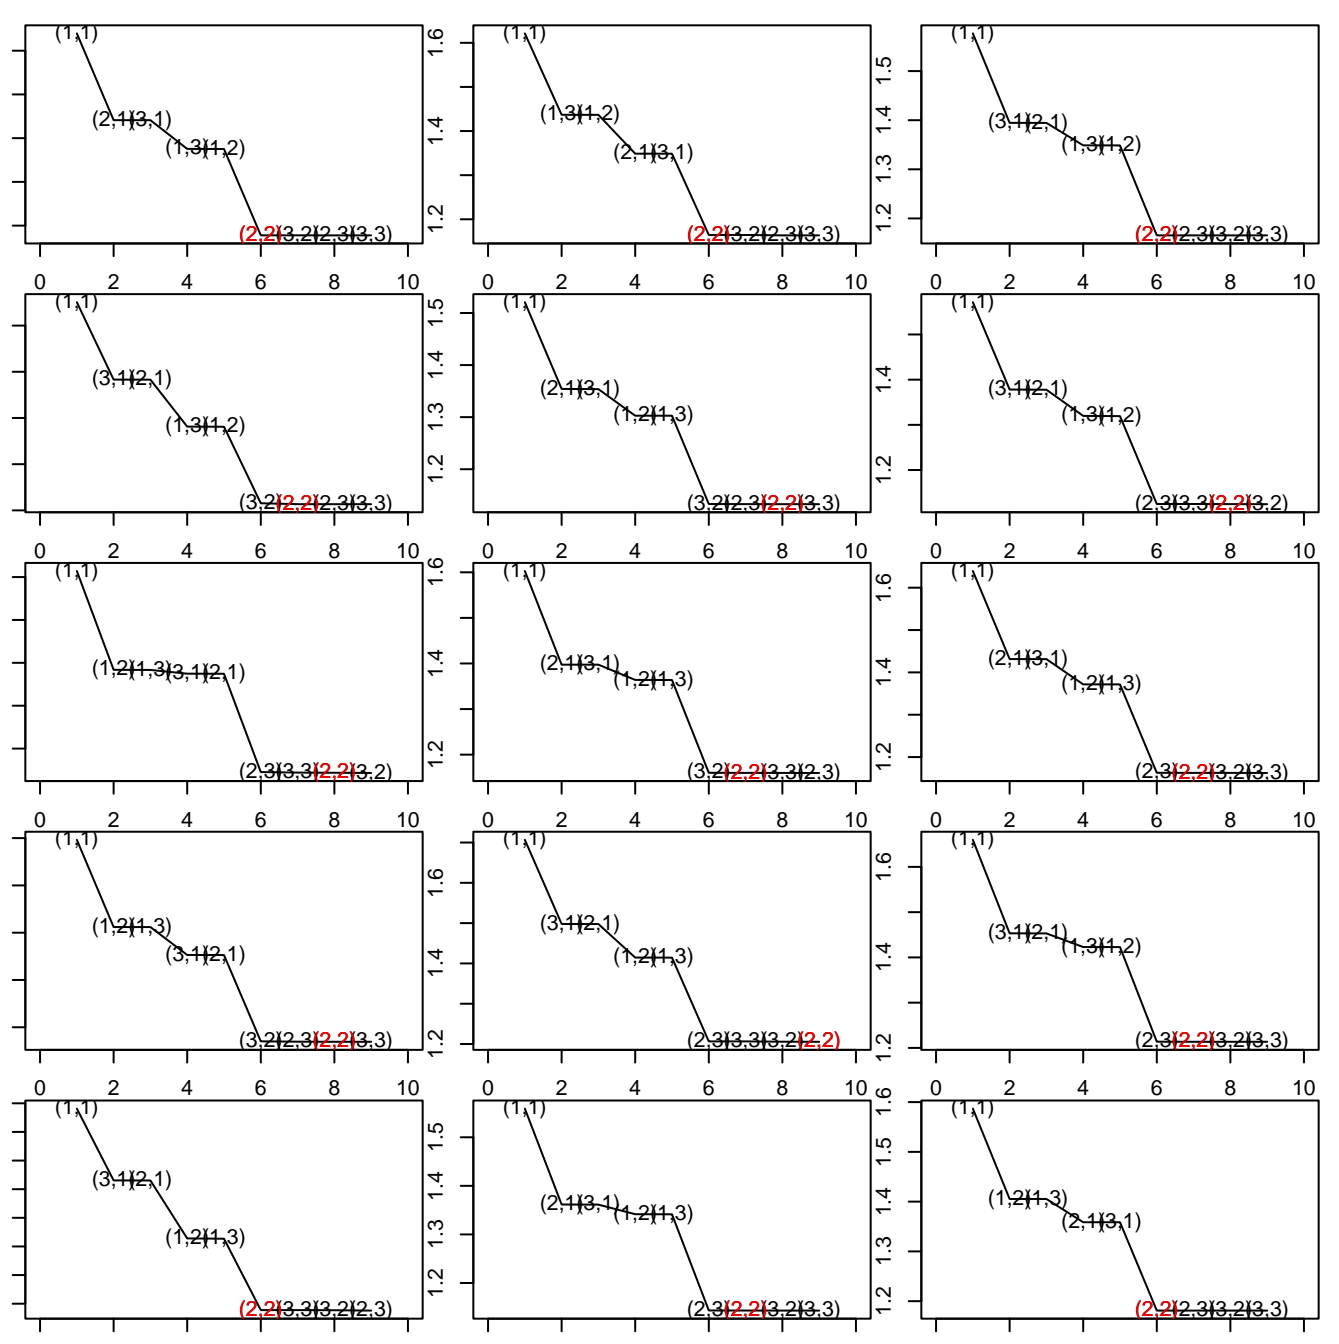 (1,1) (2,1) (3,1) (1,3) (1,2) (2,2) (3,2) (2,3) (3,3)
1.2 1.4 1.6
(1,1) (1,3) (1,2) (2,1) (3,1) (2,2) (3,2) (2,3) (3,3)
1.2 1.3 1.4 1.5
(1,1) (3,1) (2,1) (1,3) (1,2) (2,2) (2,3) (3,2) (3,3)
0 2 4 6 8 10
0 2 4 6 8 10
0 2 4 6 8 10
(1,1) (3,1) (2,1) (1,3) (1,2) (3,2) (2,2) (2,3) (3,3)
1.2 1.3 1.4 1.5
(1,1) (2,1) (3,1) (1,2) (1,3) (3,2) (2,3) (2,2) (3,3)
1.2 1.4
(1,1) (3,1) (2,1) (1,3) (1,2) (2,3) (3,3) (2,2) (3,2)
0 2 4 6 8 10
0 2 4 6 8 10
0 2 4 6 8 10
(1,1) (1,2) (1,3) (3,1) (2,1) (2,3) (3,3) (2,2) (3,2)
1.2 1.4 1.6
(1,1) (2,1) (3,1) (1,2) (1,3) (3,2) (2,2) (3,3) (2,3)
1.2 1.4 1.6
(1,1) (2,1) (3,1) (1,2) (1,3) (2,3) (2,2) (3,2) (3,3)
0 2 4 6 8 10
0 2 4 6 8 10
0 2 4 6 8 10
(1,1) (1,2) (1,3) (3,1) (2,1) (3,2) (2,3) (2,2) (3,3)
1.2 1.4 1.6
(1,1) (3,1) (2,1) (1,2) (1,3) (2,3) (3,3) (3,2) (2,2)
1.2 1.4 1.6
(1,1) (3,1) (2,1) (1,3) (1,2) (2,3) (2,2) (3,2) (3,3)
0 2 4 6 8 10
0 2 4 6 8 10
0 2 4 6 8 10
(1,1) (3,1) (2,1) (1,2) (1,3) (2,2) (3,3) (3,2) (2,3)
1.2 1.3 1.4 1.5
(1,1) (2,1) (3,1) (1,2) (1,3) (2,3) (2,2) (3,2) (3,3)
1.2 1.3 1.4 1.5 1.6
(1,1) (1,2) (1,3) (2,1) (3,1) (2,2) (2,3) (3,2) (3,3)